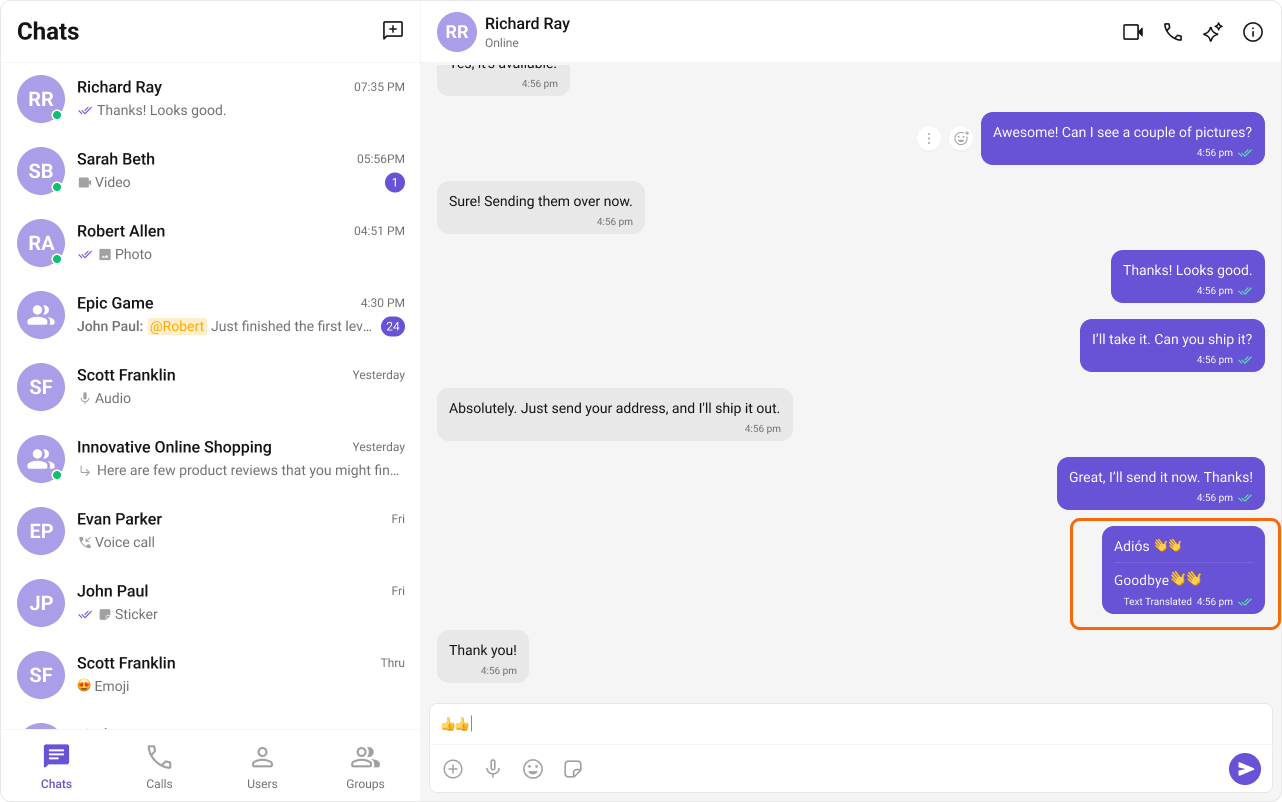 Chats
RR
Richard Ray
07:35 PM
Thanks! Looks good.
SB
Sarah Beth
05:56PM
Video
1
RA
Robert Allen
04:51 PM
Photo
Epic Game
4:30 PM
John Paul: @Robert Just finished the first lev...
24
SF
Scott Franklin
Yesterday
Audio
Innovative Online Shopping
Yesterday
Here are few product reviews that you might fin...
EP
Evan Parker
Fri
Voice call
JP
John Paul
Fri
Sticker
SF
Scott Franklin
Thru
😍 Emoji
Chats
Calls
Users
Groups
RR
Richard Ray
Online
Yes, it's available!
4:56 pm
Awesome! Can I see a couple of pictures?
4:56 pm
Sure! Sending them over now.
4:56 pm
Thanks! Looks good.
4:56 pm
I'll take it. Can you ship it?
4:56 pm
Absolutely. Just send your address, and I'll ship it out.
4:56 pm
Great, I'll send it now. Thanks!
4:56 pm
Adiós 👋👋
Goodbye👋👋
Text Translated 4:56 pm
Thank you!
4:56 pm
👍👍